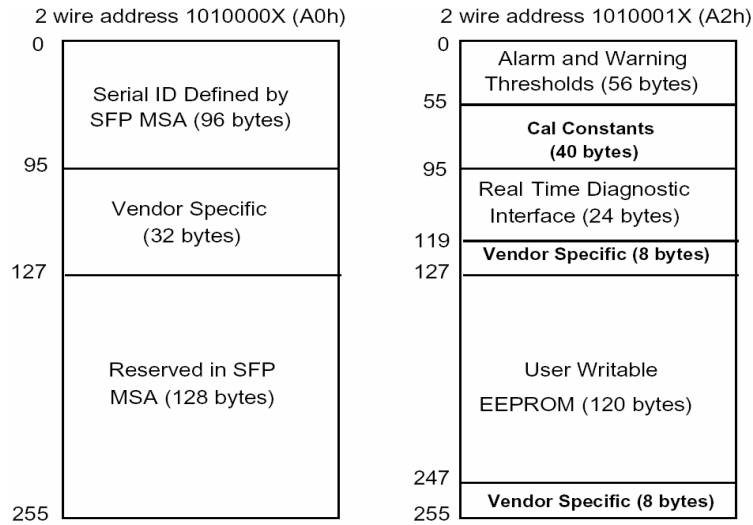 2 wire address 1010000X (A0h)
0
Serial ID Defined by
SFP MSA (96 bytes)
95
Vendor Specific
(32 bytes)
127
Reserved in SFP
MSA (128 bytes)
255
2 wire address 1010001X (A2h)
0
Alarm and Warning
Thresholds (56 bytes)
55
Cal Constants
(40 bytes)
95
Real Time Diagnostic
Interface (24 bytes)
119
Vendor Specific (8 bytes)
127
User Writable
EEPROM (120 bytes)
247
Vendor Specific (8 bytes)
255